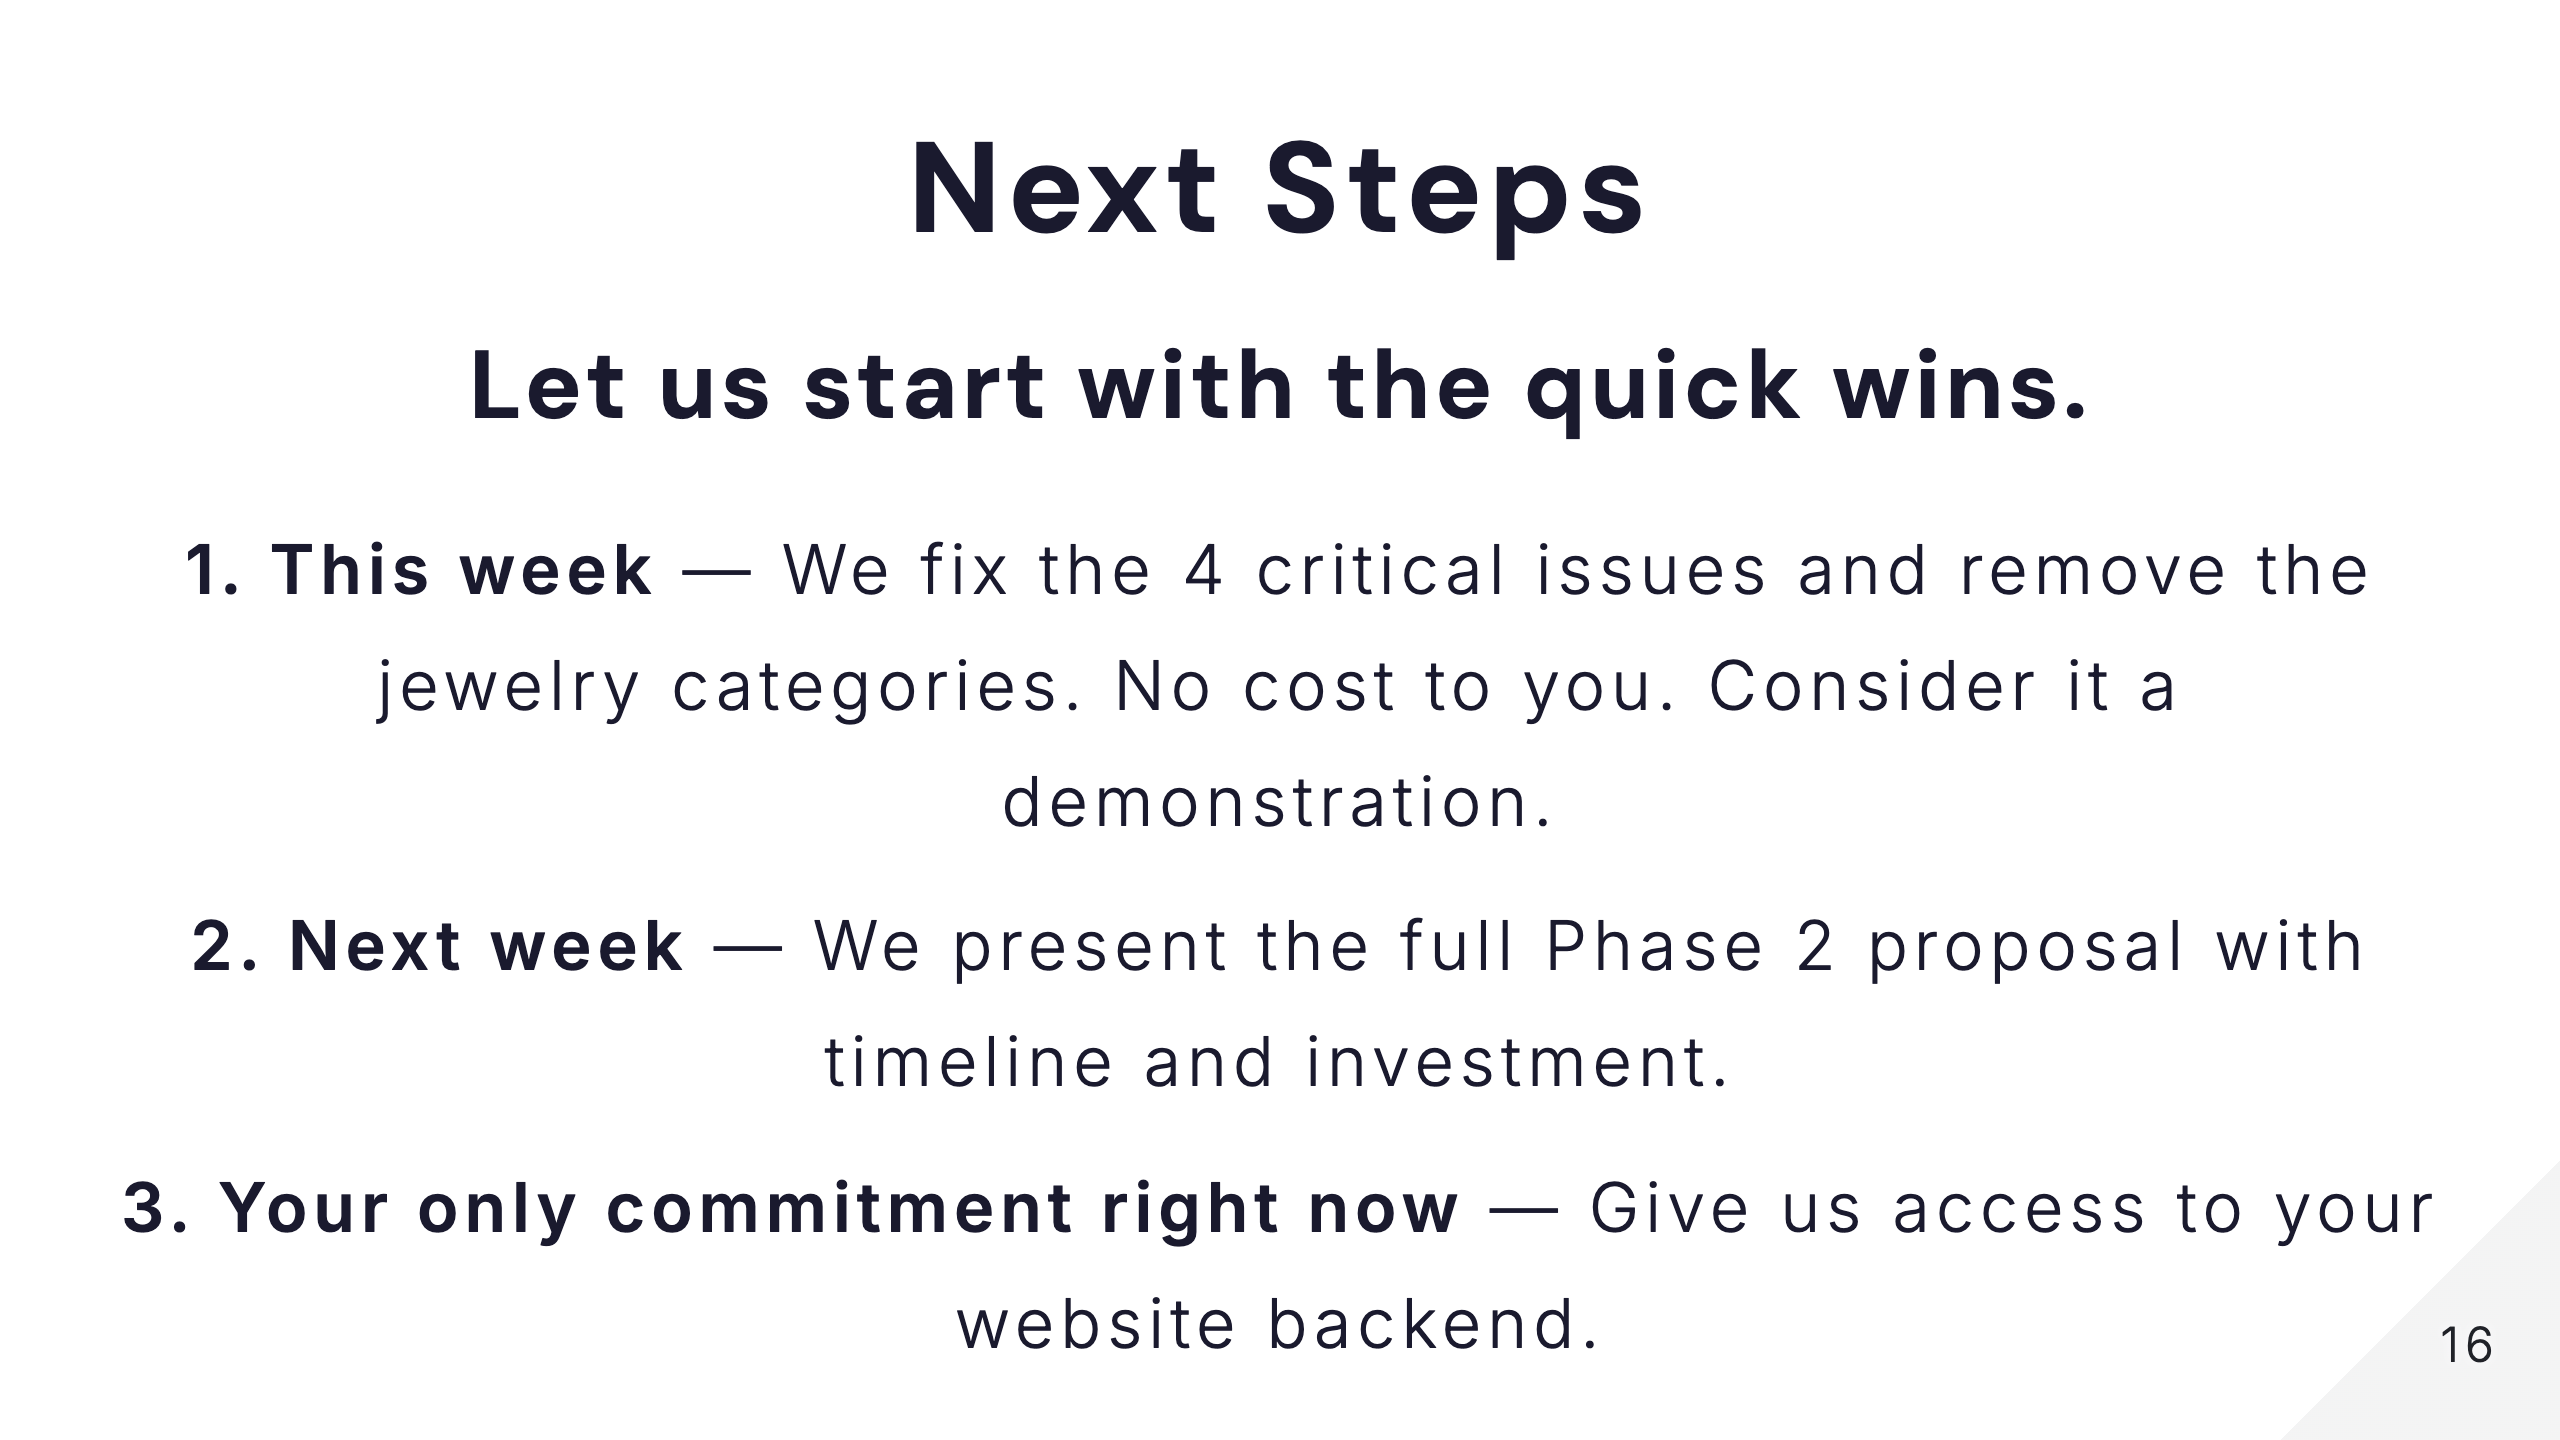 Next Steps
Let us start with the quick wins.
1. This week — We fix the 4 critical issues and remove the
jewelry categories. No cost to you. Consider it a
demonstration.
2. Next week — We present the full Phase 2 proposal with
timeline and investment.
3. Your only commitment right now — Give us access to your
website backend.
16